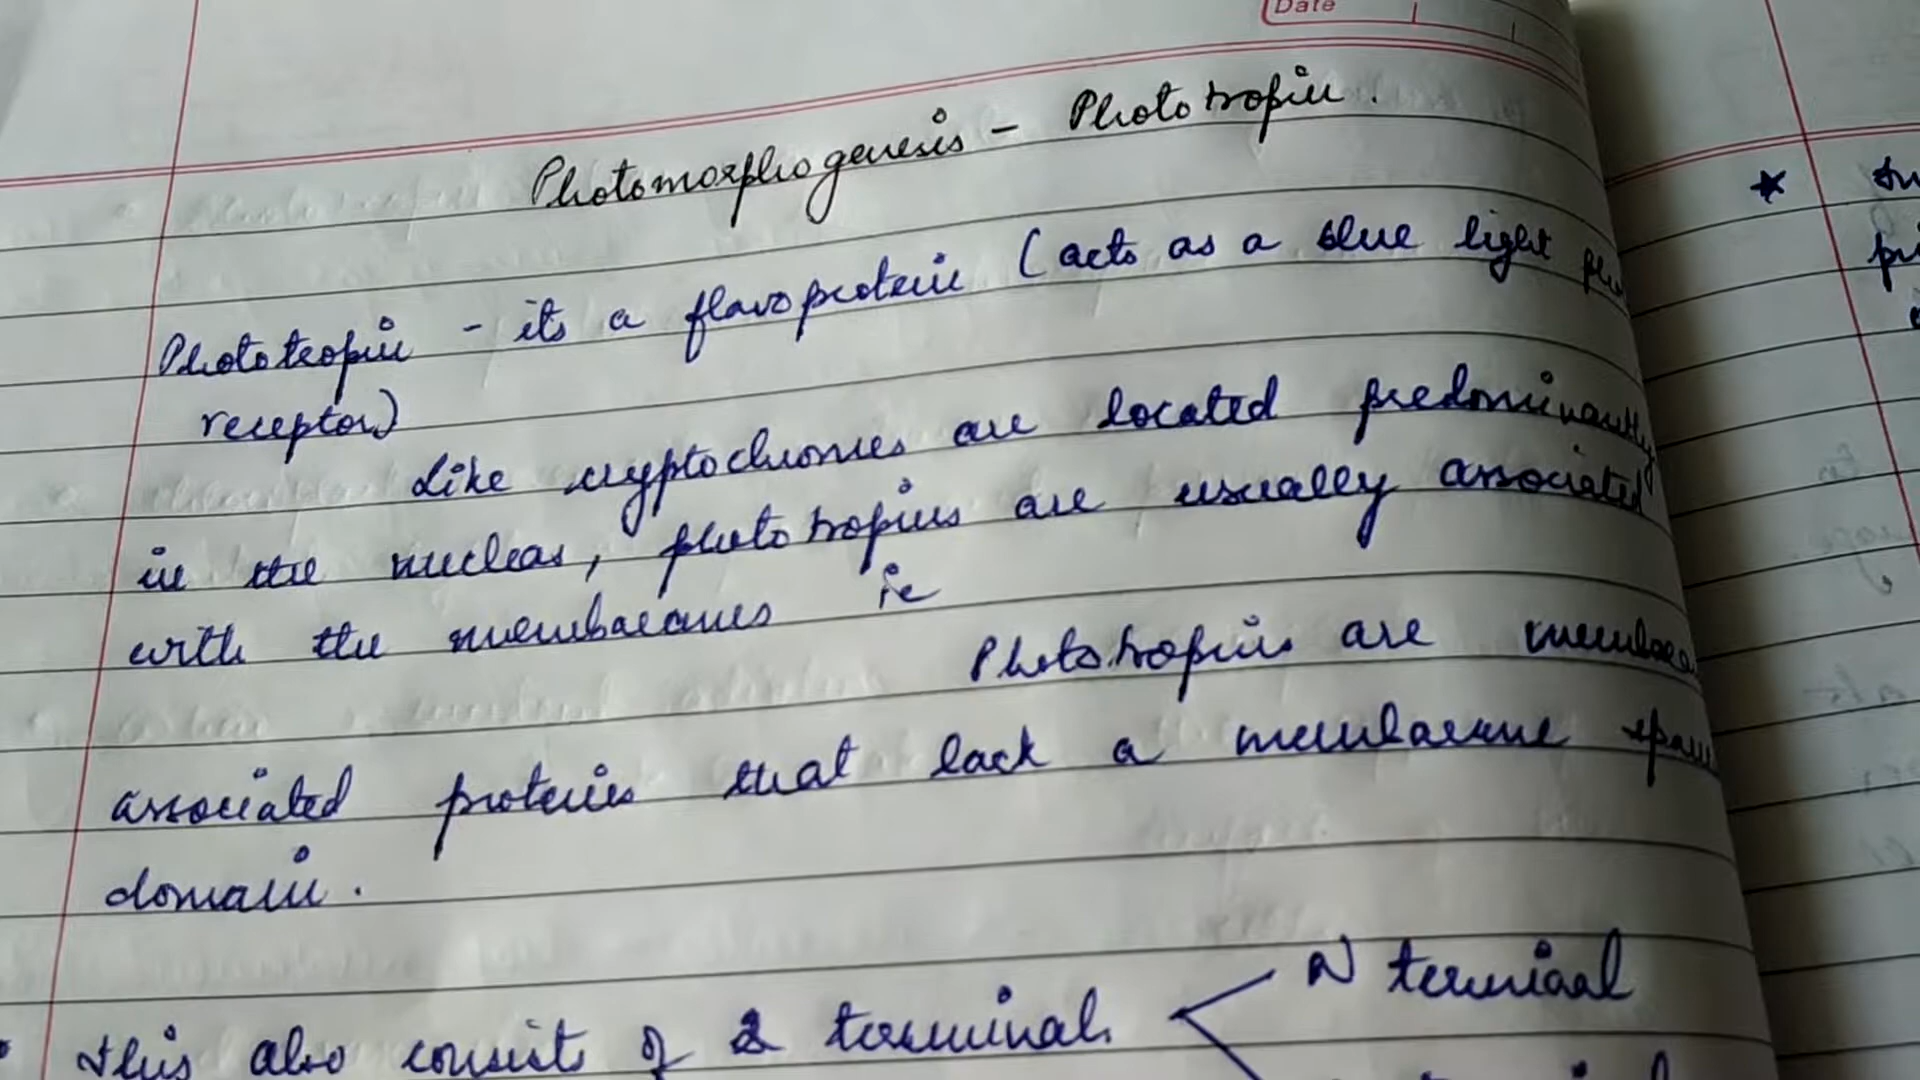 Date
Photomorphogenesis - Phototropin.
Phototropin - its a flavoprotein (acts as a blue light
receptor)
Like cryptochromes are located predominantly
in the nucleas, phototropins are usually associated
with the membranes ie
Phototropins are
associated proteins that lack a membrane
domain.
This also consist of 2 terminal.
N terminal